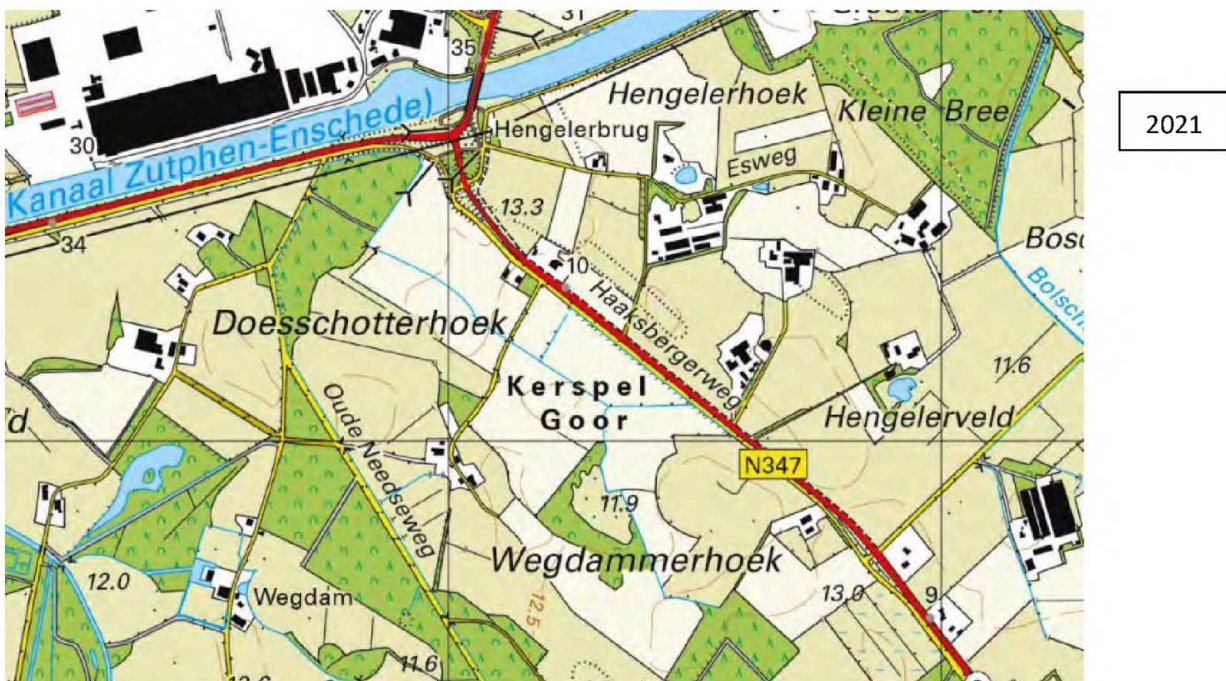 31
35
Hengelerhoek
Kleine Bree
2021
30
Hengelerbrug
Kanaal Zutphen-Enschede)
Esweg
34
13.3
10
Haaksbergerweg
Doesschotterhoek
11.6
Kerspel
Goor
Hengelerveld
d
Oude Needseweg
N347
11.9
Wegdammerhoek
12.0
Wegdam
12.5
13.0
9
11.6